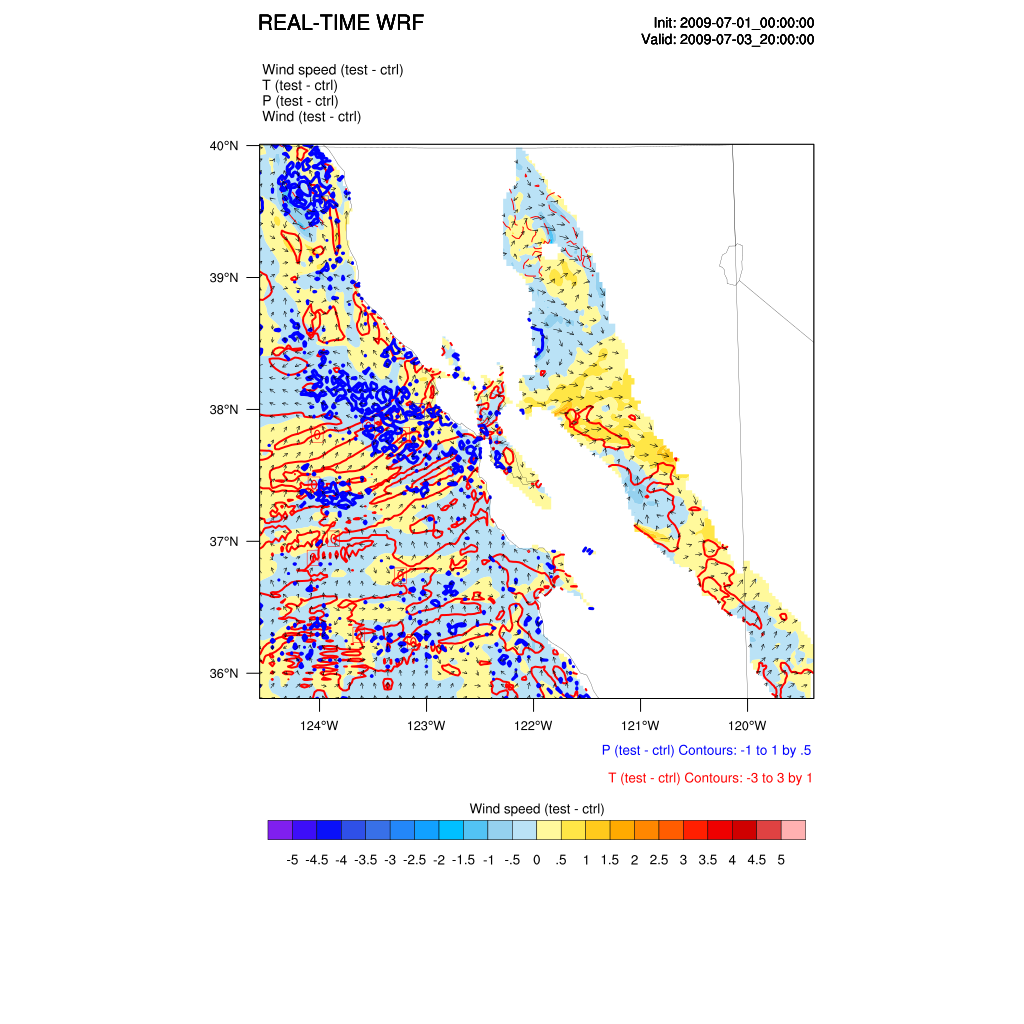 REAL-TIME WRF
Init: 2009-07-01_00:00:00
Valid: 2009-07-03_20:00:00
Wind speed (test - ctrl)
T (test - ctrl)
P (test - ctrl)
Wind (test - ctrl)
40°N
39°N
38°N
37°N
36°N
124°W 123°W 122°W 121°W 120°W
P (test - ctrl) Contours: -1 to 1 by .5
T (test - ctrl) Contours: -3 to 3 by 1
Wind speed (test - ctrl)
-5 -4.5 -4 -3.5 -3 -2.5 -2 -1.5 -1 -.5 0 .5 1 1.5 2 2.5 3 3.5 4 4.5 5